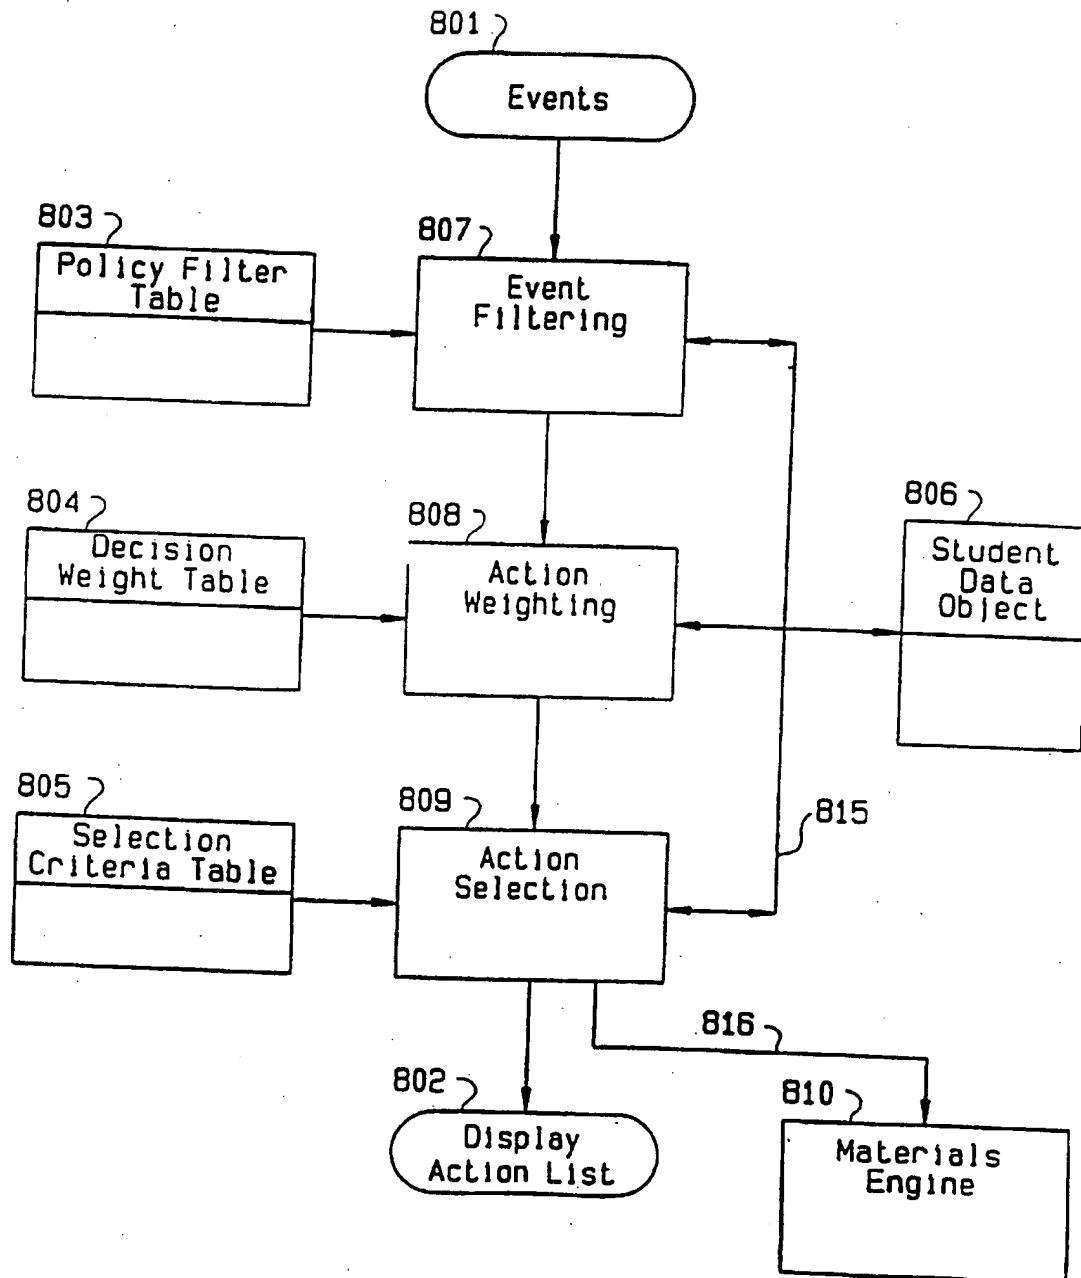 801
Events
803
Policy Filter
Table
807
Event
Filtering
804
Decision
Weight Table
808
Action
Weighting
806
Student
Data
Object
805
Selection
Criteria Table
809
Action
Selection
815
816
802
Display
Action List
810
Materials
Engine